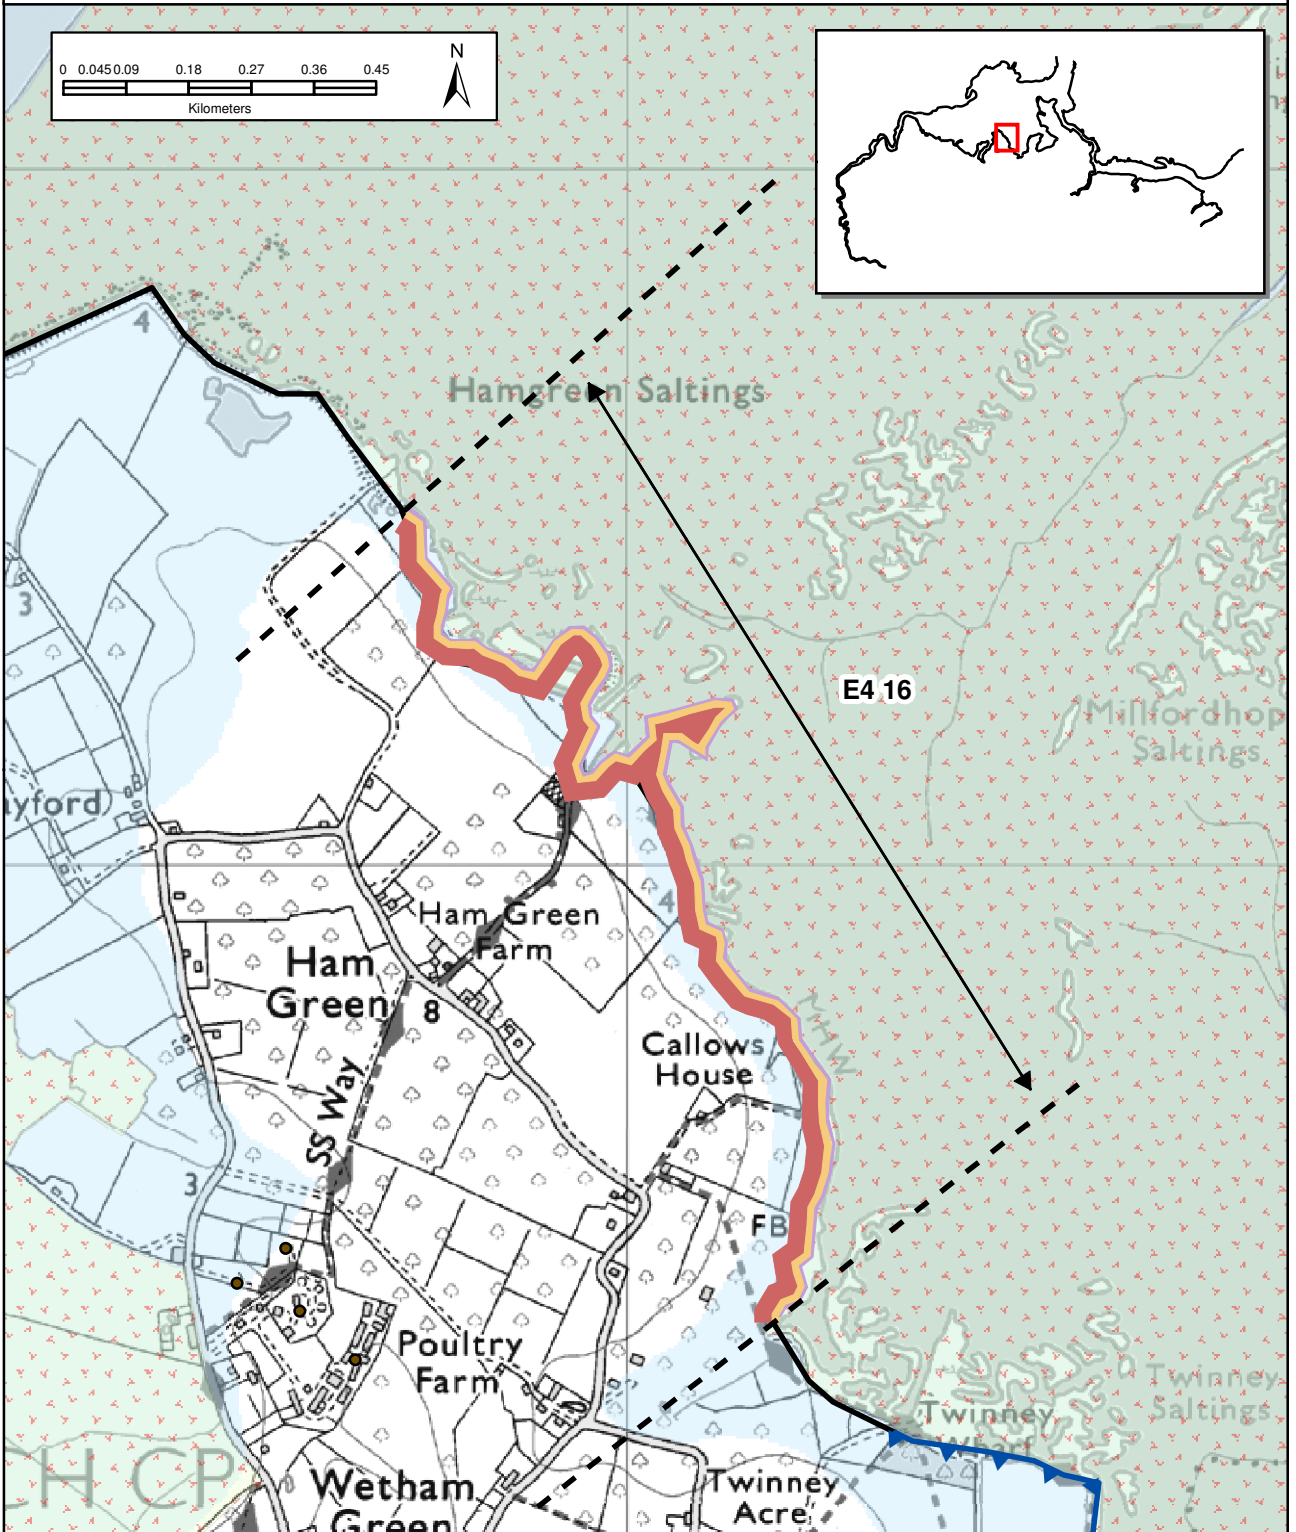 N
0 0.045 0.09 0.18 0.27 0.36 0.45
Kilometers
4
Hamgreen Saltings
3
E4 16
Millfordhop
Saltings
ayford)
4
Ham Green
Farm
Ham
Green
8
MHW
Callows
House
SS Way
3
FB
Poultry
Farm
Twinney
Saltings
Twinney
Wharf
H CP
Wetham
Green
Twinney
Acre